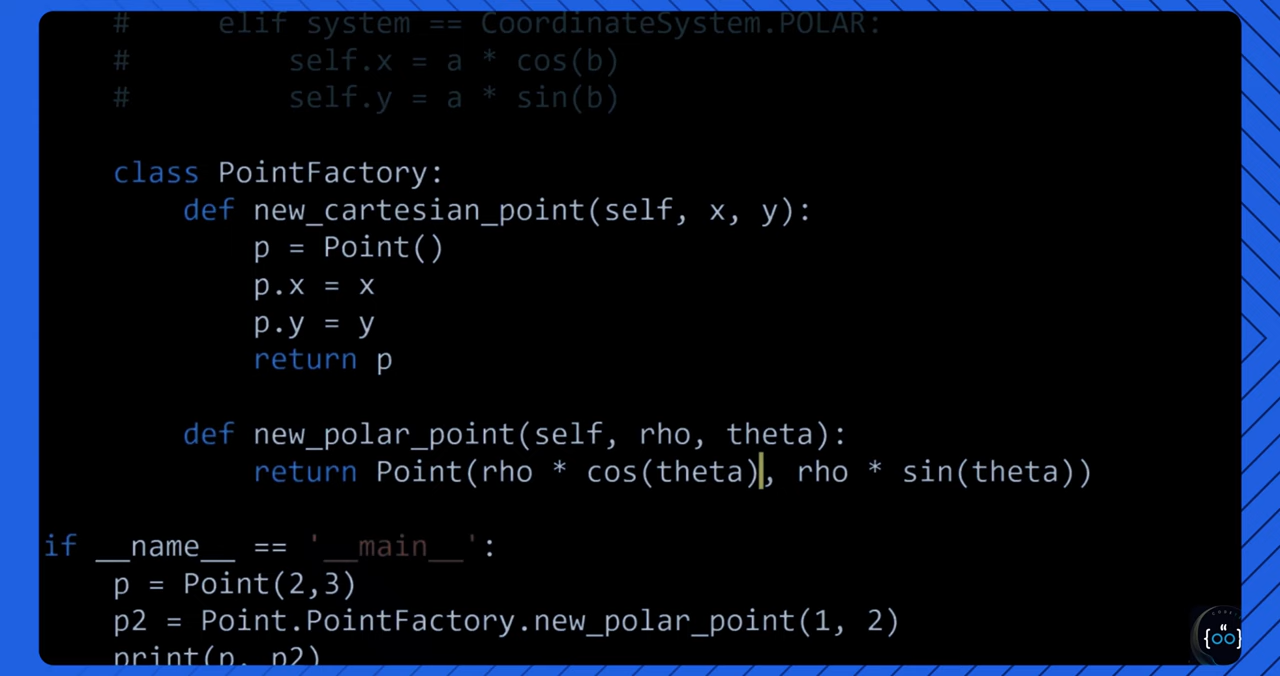 #     elif system == CoordinateSystem.POLAR:
#         self.x = a * cos(b)
#         self.y = a * sin(b)
class PointFactory:
    def new_cartesian_point(self, x, y):
        p = Point()
        p.x = x
        p.y = y
        return p
    def new_polar_point(self, rho, theta):
        return Point(rho * cos(theta), rho * sin(theta))
if __name__ == '__main__':
    p = Point(2,3)
    p2 = Point.PointFactory.new_polar_point(1, 2)
    print(p, p2)